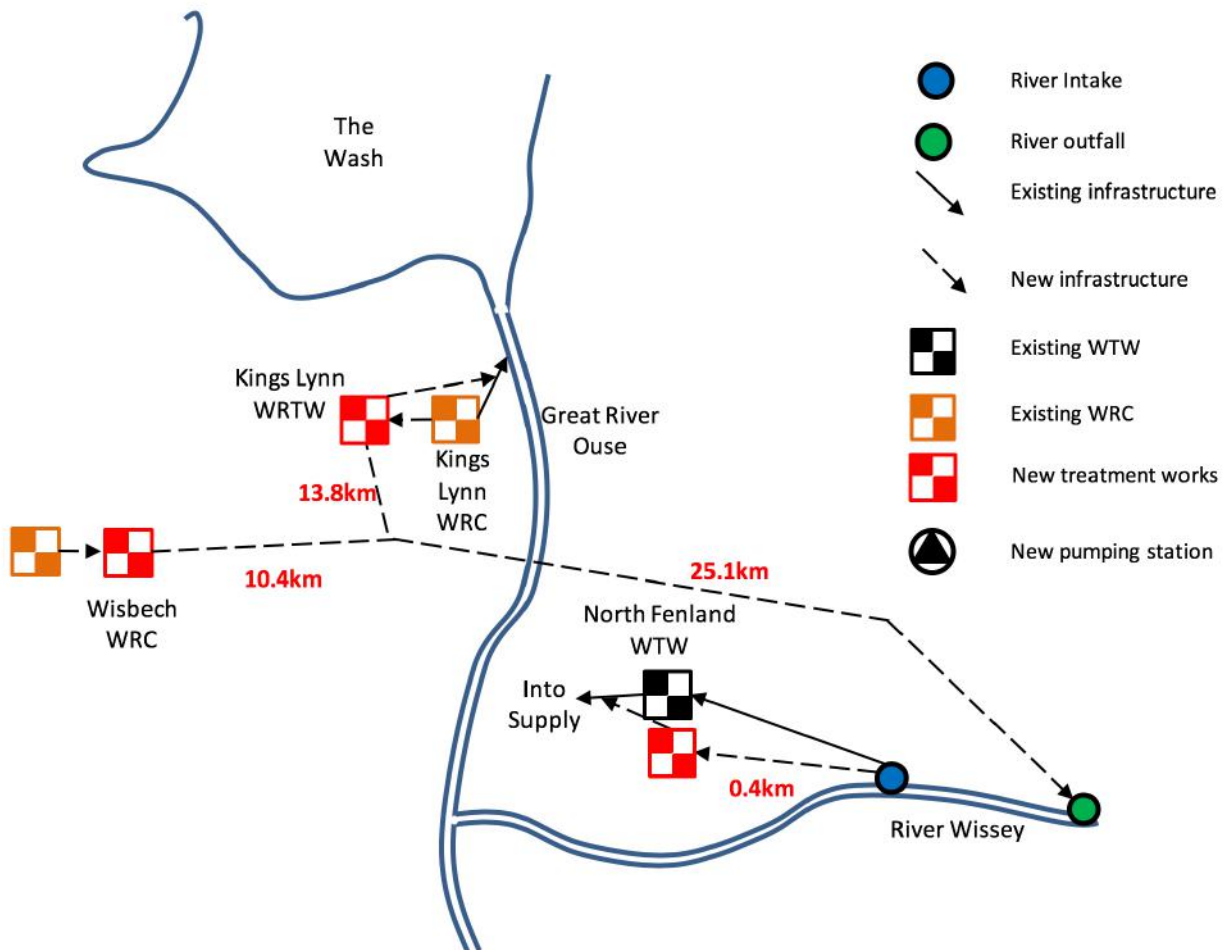 The
Wash
River Intake
River outfall
Existing infrastructure
New infrastructure
Existing WTW
Existing WRC
New treatment works
New pumping station
Kings Lynn
WRTW
Great River
Ouse
Kings
Lynn
WRC
13.8km
10.4km
Wisbech
WRC
25.1km
North Fenland
WTW
Into
Supply
0.4km
River Wissey